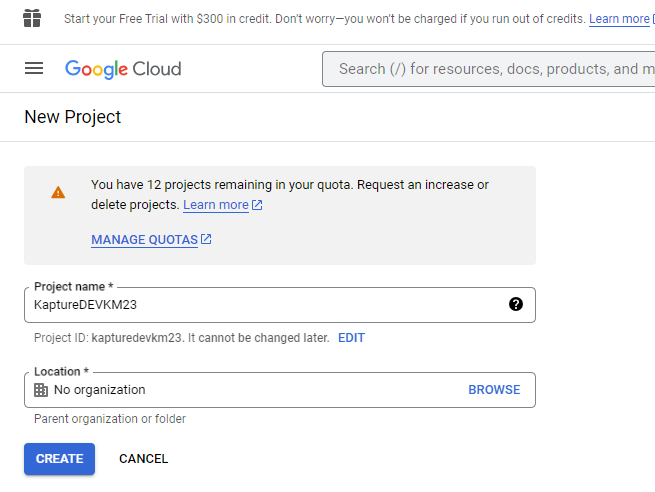 Start your Free Trial with $300 in credit. Don't worry—you won't be charged if you run out of credits. Learn more
Google Cloud
Search (/) for resources, docs, products, and m
New Project
You have 12 projects remaining in your quota. Request an increase or
delete projects. Learn more
MANAGE QUOTAS
Project name *
KaptureDEVKM23
Project ID: kapturedevkm23. It cannot be changed later. EDIT
Location *
No organization BROWSE
Parent organization or folder
CREATE CANCEL